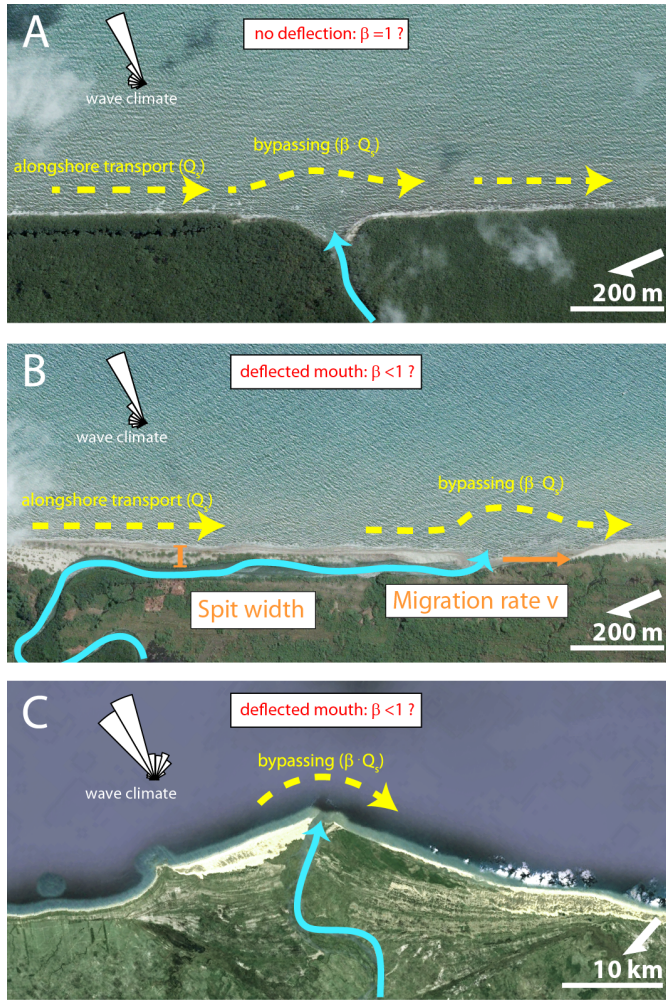 A
no deflection: β =1 ?
wave climate
bypassing (β· Qs)
alongshore transport (Qs)
200 m
B
deflected mouth: β <1 ?
wave climate
bypassing (β· Qs)
alongshore transport (Qs)
Spit width
Migration rate v
200 m
C
deflected mouth: β <1 ?
bypassing (β· Qs)
wave climate
10 km